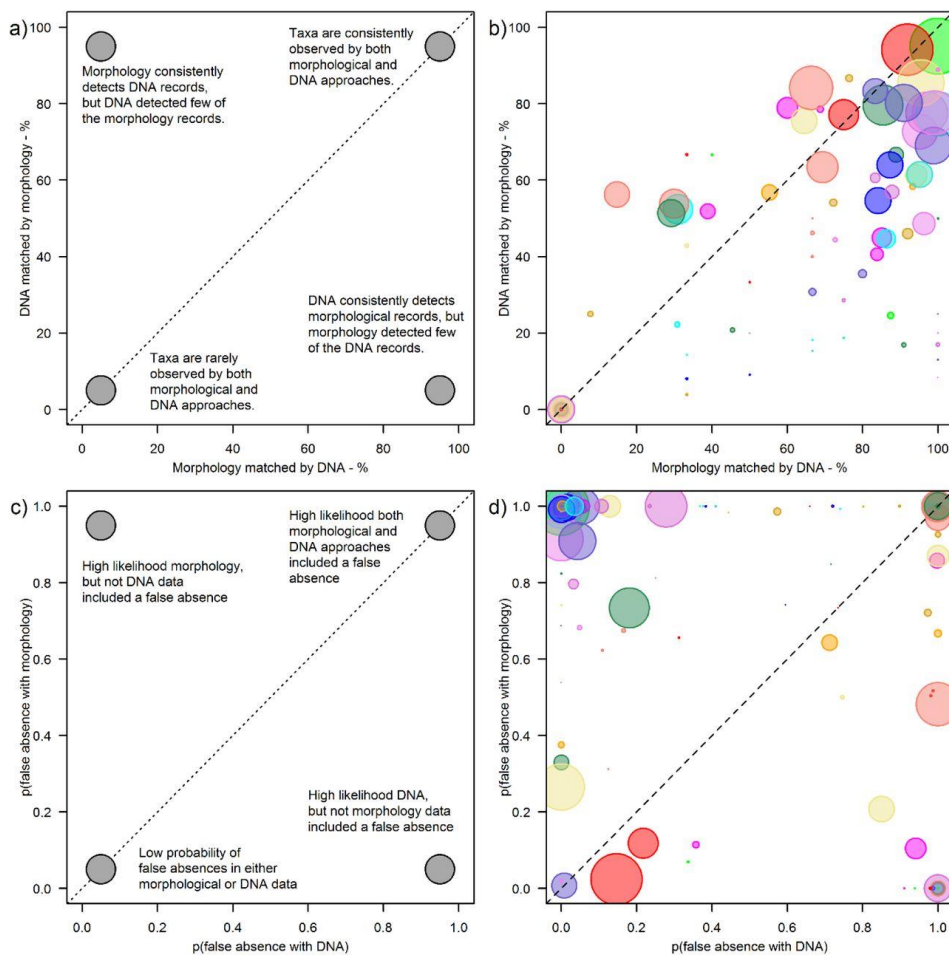 a)
100
80
60
40
20
0
DNA matched by morphology - %
Morphology consistently
detects DNA records,
but DNA detected few of
the morphology records.
Taxa are consistently
observed by both
morphological and
DNA approaches.
Taxa are rarely
observed by both
morphological and
DNA approaches.
DNA consistently detects
morphological records, but
morphology detected few
of the DNA records.
0 20 40 60 80 100
Morphology matched by DNA - %
b)
100
80
60
40
20
0
DNA matched by morphology - %
0 20 40 60 80 100
Morphology matched by DNA - %
c)
1.0
0.8
0.6
0.4
0.2
0.0
p(false absence with morphology)
High likelihood morphology,
but not DNA data
included a false absence
High likelihood both
morphological and
DNA approaches
included a false
absence
Low probability of
false absences in either
morphological or DNA data
High likelihood DNA,
but not morphology data
included a false absence
0.0 0.2 0.4 0.6 0.8 1.0
p(false absence with DNA)
d)
1.0
0.8
0.6
0.4
0.2
0.0
p(false absence with morphology)
0.0 0.2 0.4 0.6 0.8 1.0
p(false absence with DNA)